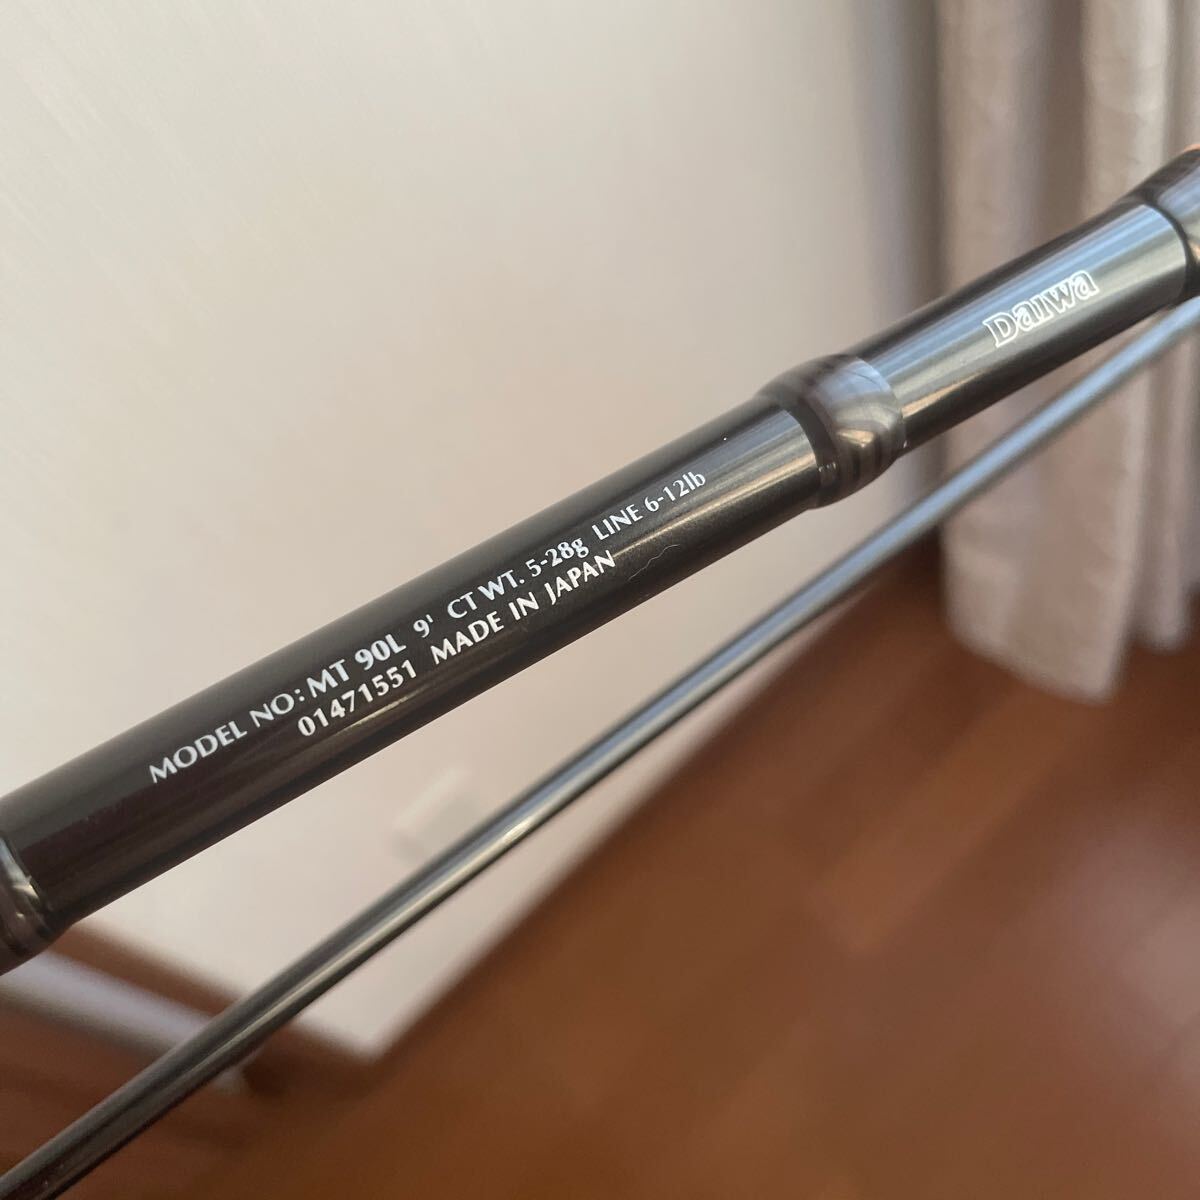 Daiwa
MODEL NO: MT 90L 9' CT WT. 5-28g LINE 6-12lb
01471551 MADE IN JAPAN